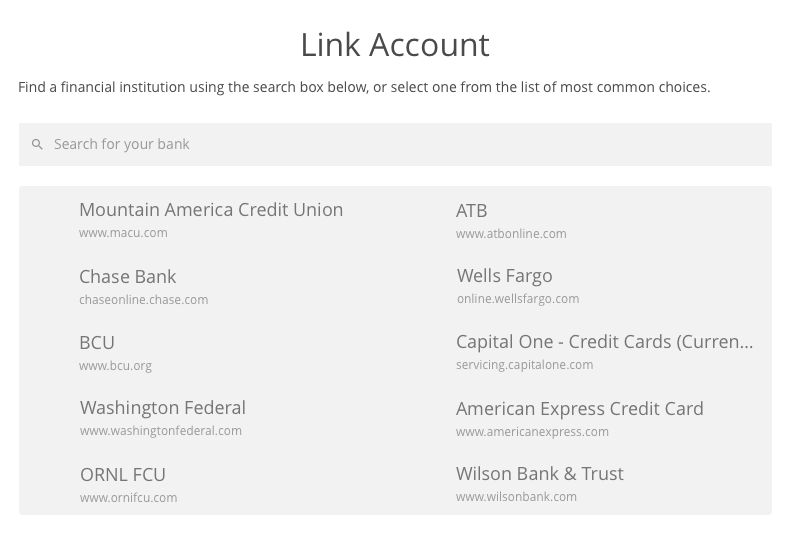 Link Account
Find a financial institution using the search box below, or select one from the list of most common choices.
Search for your bank
Mountain America Credit Union
www.macu.com
ATB
www.atbonline.com
Chase Bank
chaseonline.chase.com
Wells Fargo
online.wellsfargo.com
BCU
www.bcu.org
Capital One - Credit Cards (Curren...
servicing.capitalone.com
Washington Federal
www.washingtonfederal.com
American Express Credit Card
www.americanexpress.com
ORNL FCU
www.ornlfcu.com
Wilson Bank & Trust
www.wilsonbank.com